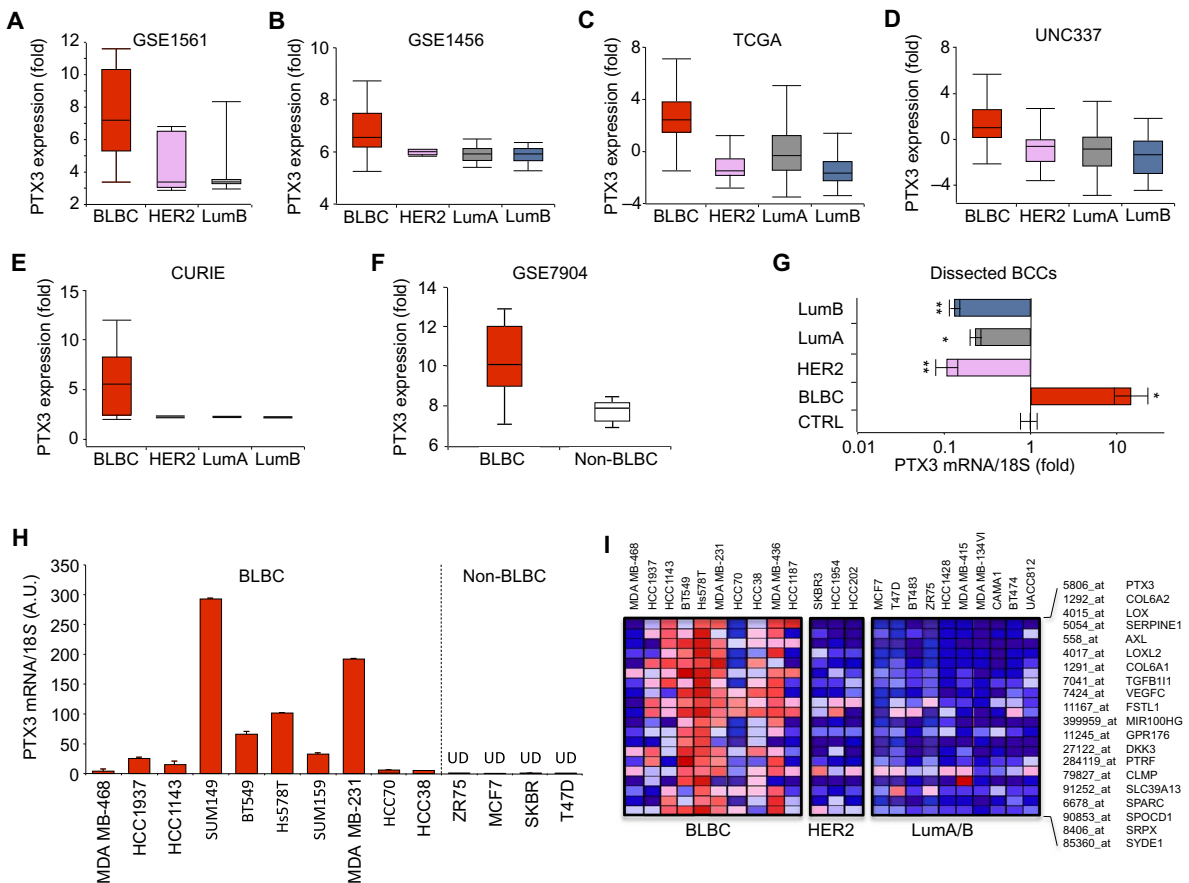 A
GSE1561
PTX3 expression (fold)
12
10
8
6
4
2
BLBC
HER2
LumB
B
GSE1456
PTX3 expression (fold)
10
8
6
4
BLBC
HER2
LumA
LumB
C
TCGA
PTX3 expression (fold)
8
4
0
−4
BLBC
HER2
LumA
LumB
D
UNC337
PTX3 expression (fold)
8
4
0
−4
BLBC
HER2
LumA
LumB
E
CURIE
PTX3 expression (fold)
15
10
5
0
BLBC
HER2
LumA
LumB
F
GSE7904
PTX3 expression (fold)
14
12
10
8
6
BLBC
Non-BLBC
G
Dissected BCCs
LumB
**
LumA
*
HER2
**
BLBC
*
CTRL
0.01
0.1
1
10
PTX3 mRNA/18S (fold)
H
BLBC
Non-BLBC
PTX3 mRNA/18S (A.U.)
350
300
250
200
150
100
50
0
UD
UD
UD
UD
MDA MB-468
HCC1937
HCC1143
SUM149
BT549
Hs578T
SUM159
MDA MB-231
HCC70
HCC38
ZR75
MCF7
SKBR
T47D
I
MDA MB-468
HCC1937
HCC1143
BT549
Hs578T
MDA MB-231
HCC70
HCC38
MDA MB-436
HCC1187
SKBR3
HCC1954
HCC202
MCF7
T47D
BT483
ZR75
HCC1428
MDA MB-415
MDA MB-134VI
CAMA1
BT474
UACC812
5806_at PTX3
1292_at COL6A2
4015_at LOX
5054_at SERPINE1
558_at AXL
4017_at LOXL2
1291_at COL6A1
7041_at TGFB1I1
7424_at VEGFC
11167_at FSTL1
399959_at MIR100HG
11245_at GPR176
27122_at DKK3
284119_at PTRF
79827_at CLMP
91252_at SLC39A13
6678_at SPARC
90853_at SPOCD1
8406_at SRPX
85360_at SYDE1
BLBC
HER2
LumA/B